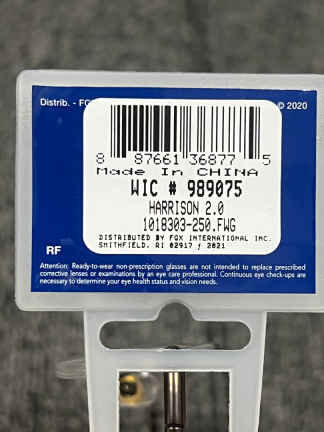 Distrib. - FG
© 2020
8 87661 36877 5
Made In CHINA
WIC # 989075
HARRISON 2.0
1018303-250.FWG
DISTRIBUTED BY FGX INTERNATIONAL INC.
SMITHFIELD, RI 02917 / 2021
RF
Attention: Ready-to-wear non-prescription glasses are not intended to replace prescribed
corrective lenses or examinations by an eye care professional. Continuous eye check-ups are
necessary to determine your eye health status and vision needs.